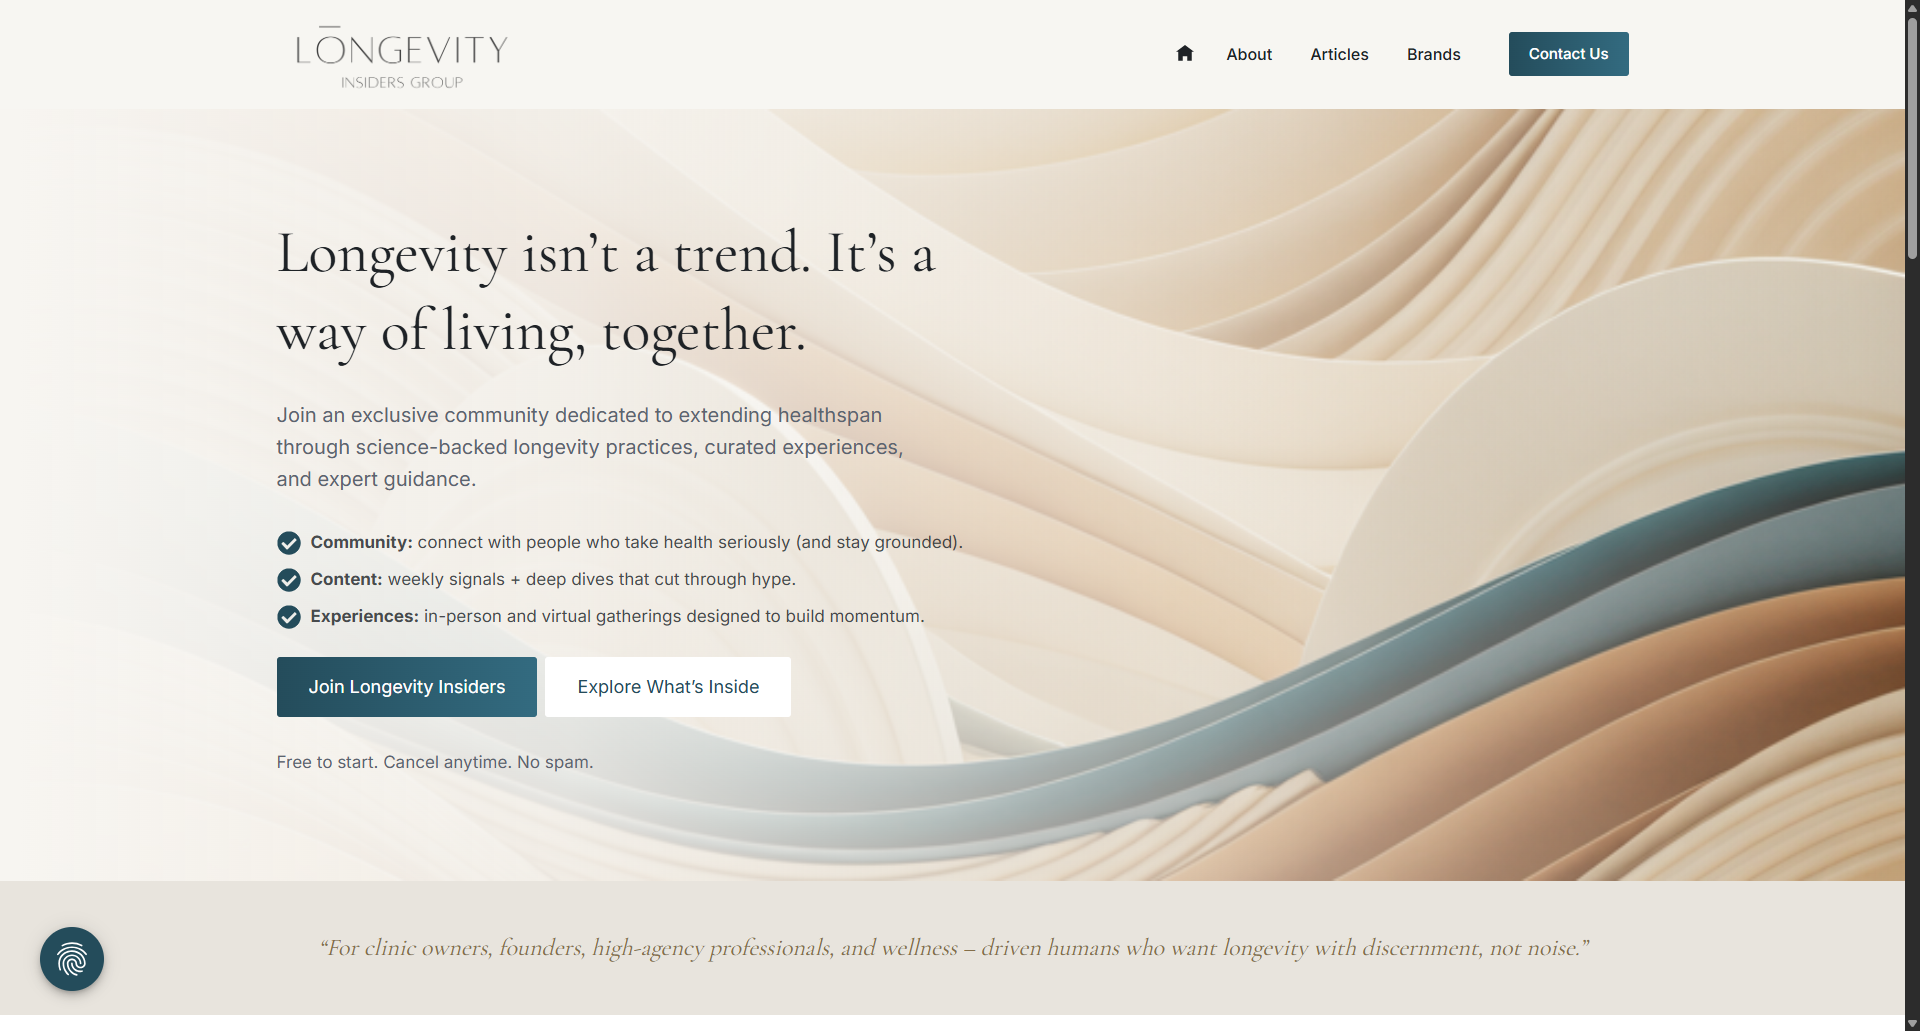 LŌNGEVITY
INSIDERS GROUP
About
Articles
Brands
Contact Us
Longevity isn’t a trend. It’s a
way of living, together.
Join an exclusive community dedicated to extending healthspan
through science-backed longevity practices, curated experiences,
and expert guidance.
Community: connect with people who take health seriously (and stay grounded).
Content: weekly signals + deep dives that cut through hype.
Experiences: in-person and virtual gatherings designed to build momentum.
Join Longevity Insiders
Explore What’s Inside
Free to start. Cancel anytime. No spam.
“For clinic owners, founders, high-agency professionals, and wellness – driven humans who want longevity with discernment, not noise.”